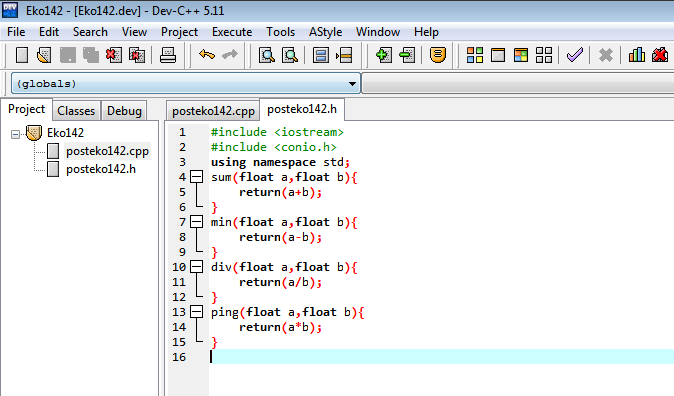 Eko142 - [Eko142.dev] - Dev-C++ 5.11
File Edit Search View Project Execute Tools AStyle Window Help
(globals)
Project Classes Debug
posteko142.cpp posteko142.h
Eko142
posteko142.cpp
posteko142.h
1 #include <iostream>
2 #include <conio.h>
3 using namespace std;
4 sum(float a,float b){
5 return(a+b);
6 }
7 min(float a,float b){
8 return(a-b);
9 }
10 div(float a,float b){
11 return(a/b);
12 }
13 ping(float a,float b){
14 return(a*b);
15 }
16